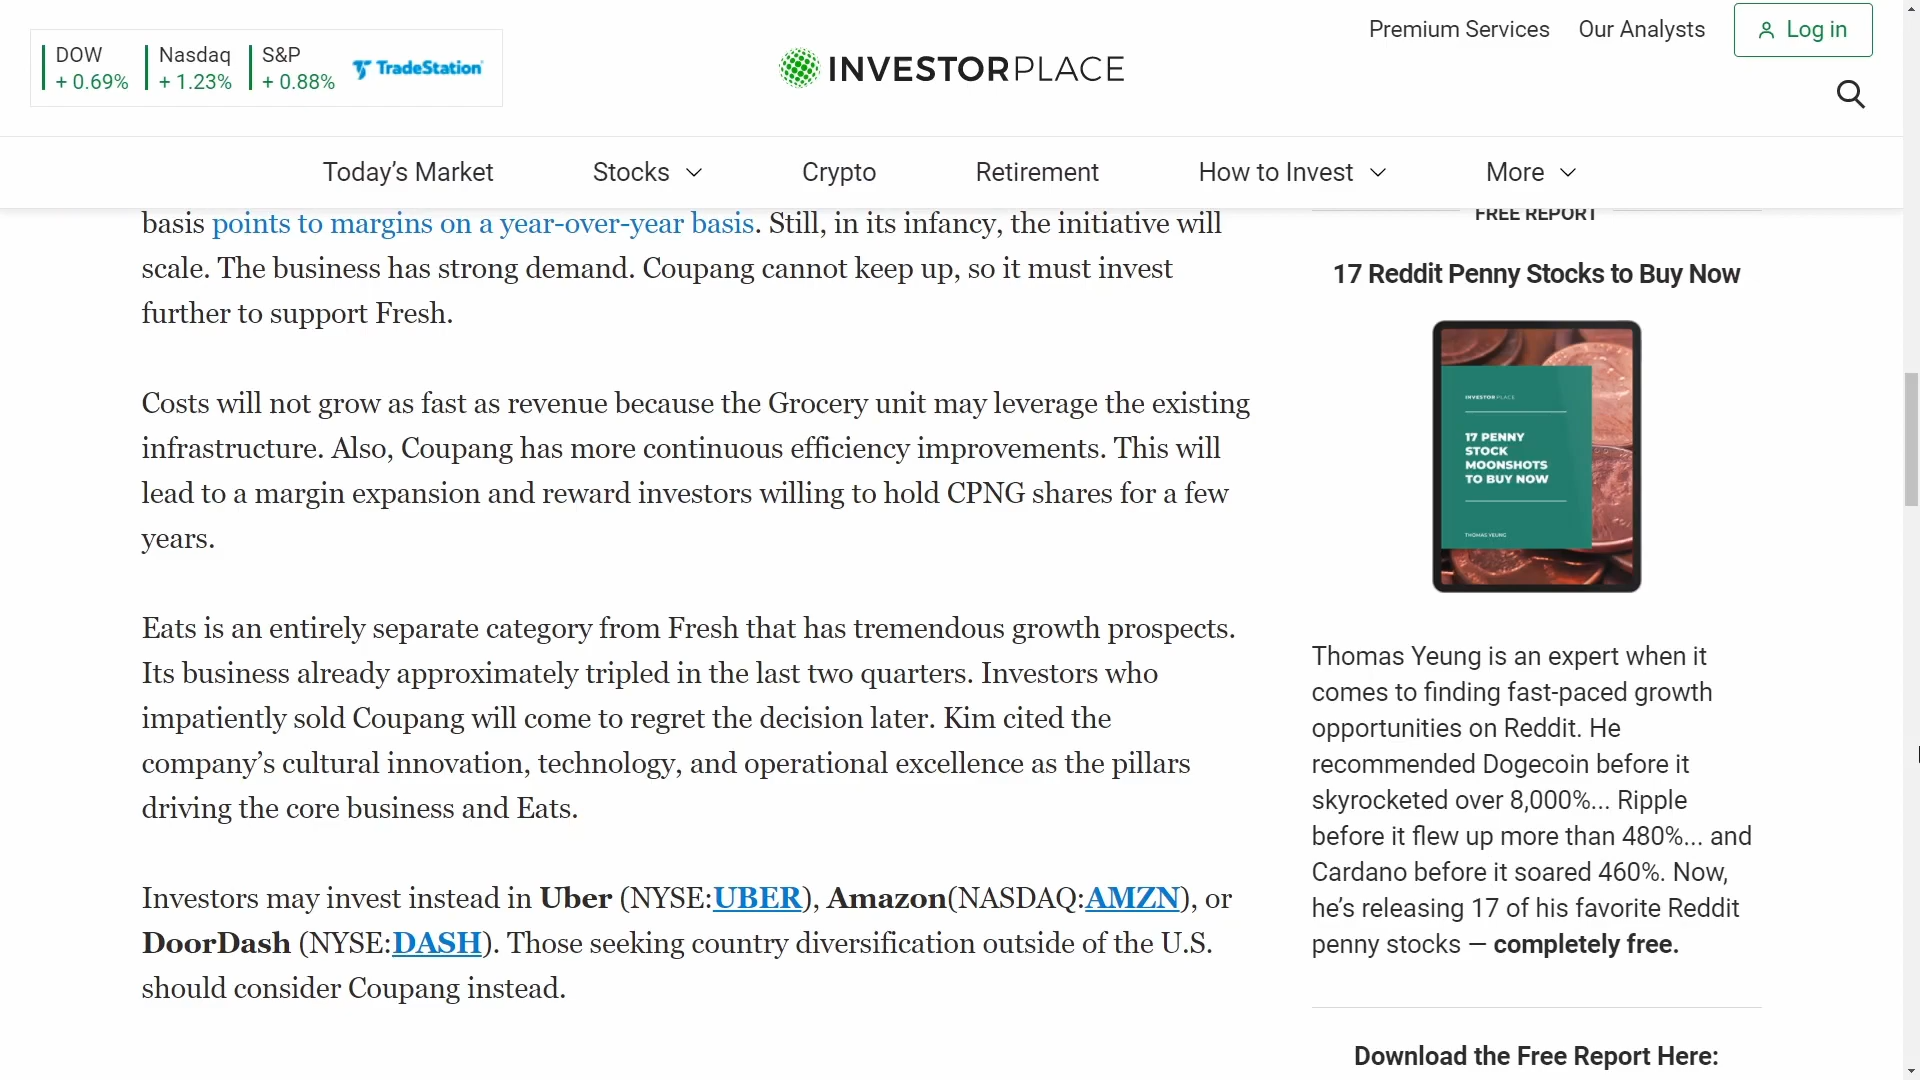 DOW
+ 0.69%
Nasdaq
+ 1.23%
S&P
+ 0.88%
TradeStation
INVESTORPLACE
Premium Services
Our Analysts
Log in
Today’s Market
Stocks
Crypto
Retirement
How to Invest
More
basis points to margins on a year-over-year basis. Still, in its infancy, the initiative will
scale. The business has strong demand. Coupang cannot keep up, so it must invest
further to support Fresh.
Costs will not grow as fast as revenue because the Grocery unit may leverage the existing
infrastructure. Also, Coupang has more continuous efficiency improvements. This will
lead to a margin expansion and reward investors willing to hold CPNG shares for a few
years.
Eats is an entirely separate category from Fresh that has tremendous growth prospects.
Its business already approximately tripled in the last two quarters. Investors who
impatiently sold Coupang will come to regret the decision later. Kim cited the
company’s cultural innovation, technology, and operational excellence as the pillars
driving the core business and Eats.
Investors may invest instead in Uber (NYSE:UBER), Amazon(NASDAQ:AMZN), or
DoorDash (NYSE:DASH). Those seeking country diversification outside of the U.S.
should consider Coupang instead.
FREE REPORT
17 Reddit Penny Stocks to Buy Now
INVESTORPLACE
17 PENNY
STOCK
MOONSHOTS
TO BUY NOW
THOMAS YEUNG
Thomas Yeung is an expert when it
comes to finding fast-paced growth
opportunities on Reddit. He
recommended Dogecoin before it
skyrocketed over 8,000%... Ripple
before it flew up more than 480%... and
Cardano before it soared 460%. Now,
he’s releasing 17 of his favorite Reddit
penny stocks — completely free.
Download the Free Report Here: